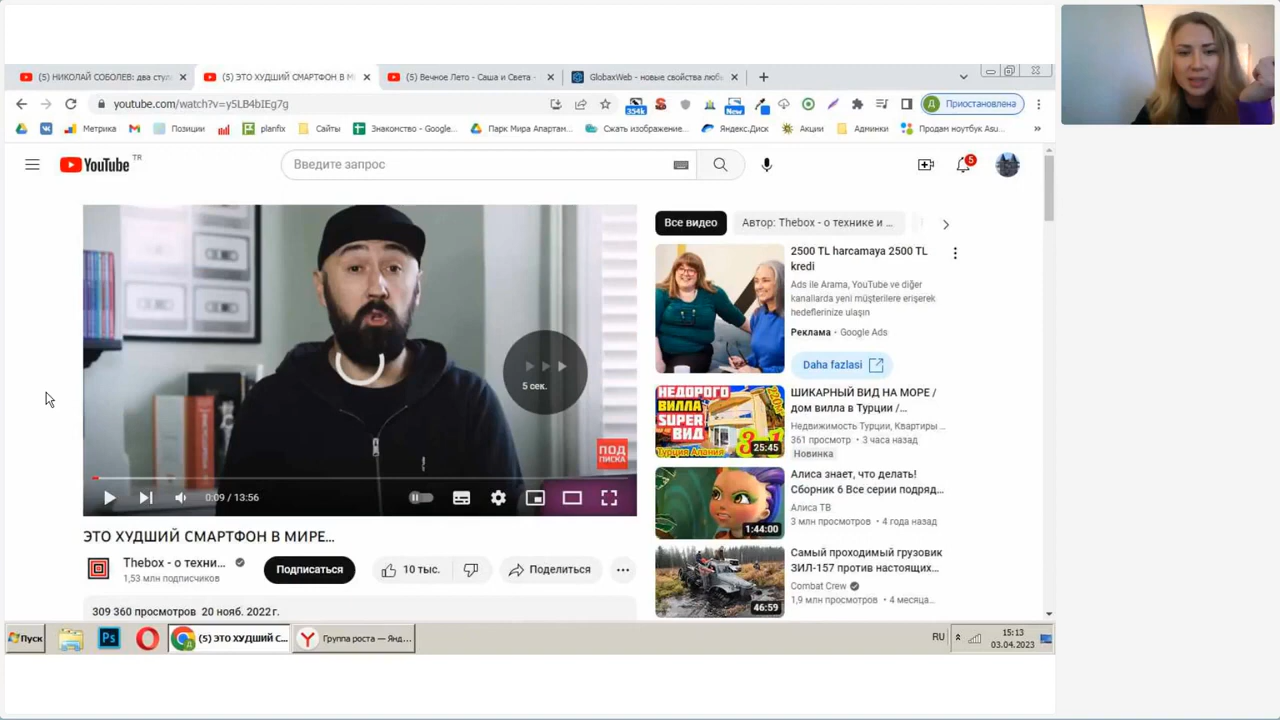 (5) НИКОЛАЙ СОБОЛЕВ: два сту
(5) ЭТО ХУДШИЙ СМАРТФОН В М
(5) Вечное Лето - Саша и Света -
GlobaxWeb - новые свойства люб
youtube.com/watch?v=ySLB4bIEg7g
354k
New
Д
Приостановлена
Метрика
Позиции
planfix
Сайты
Знакомство - Google...
Парк Мира Апартам...
Сжать изображение...
Яндекс.Диск
Акции
Админки
Продам ноутбук Asu...
YouTube TR
Введите запрос
5
Все видео
Автор: Thebox - о технике и ...
2500 TL harcamaya 2500 TL
kredi
Ads ile Arama, YouTube ve diğer
kanallarda yeni müşterilere erişerek
hedeflerinize ulaşın
Реклама • Google Ads
Daha fazlasi
5 сек.
ПОД
ПИСКА
0:09 / 13:56
НЕДОРОГО
ВИЛЛА
SUPER
ВИД
Турция Алания
25:45
ШИКАРНЫЙ ВИД НА МОРЕ /
дом вилла в Турции /...
Недвижимость Турции, Квартиры ...
361 просмотр • 3 часа назад
Новинка
1:44:00
Алиса знает, что делать!
Сборник 6 Все серии подряд...
Алиса ТВ
3 млн просмотров • 4 года назад
46:59
Самый проходимый грузовик
ЗИЛ-157 против настоящих...
Combat Crew
1,9 млн просмотров • 4 месяца...
ЭТО ХУДШИЙ СМАРТФОН В МИРЕ...
Thebox - о техни...
1,53 млн подписчиков
Подписаться
10 тыс.
Поделиться
309 360 просмотров 20 нояб. 2022 г.
Пуск
Ps
(5) ЭТО ХУДШИЙ С...
Группа роста — Янд...
RU
15:13
03.04.2023